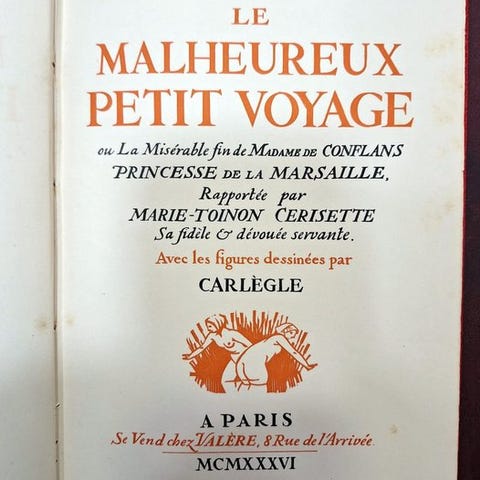 LE
MALHEUREUX
PETIT VOYAGE
ou La Misérable fin de MADAME DE CONFLANS
PRINCESSE DE LA MARSAILLE,
Rapportée par
MARIE-TOINON CERISETTE
Sa fidèle & dévouée servante.
Avec les figures dessinées par
CARLÈGLE
A PARIS
Se Vend chez VALÈRE, 8 Rue de l'Arrivée
MCMXXXVI